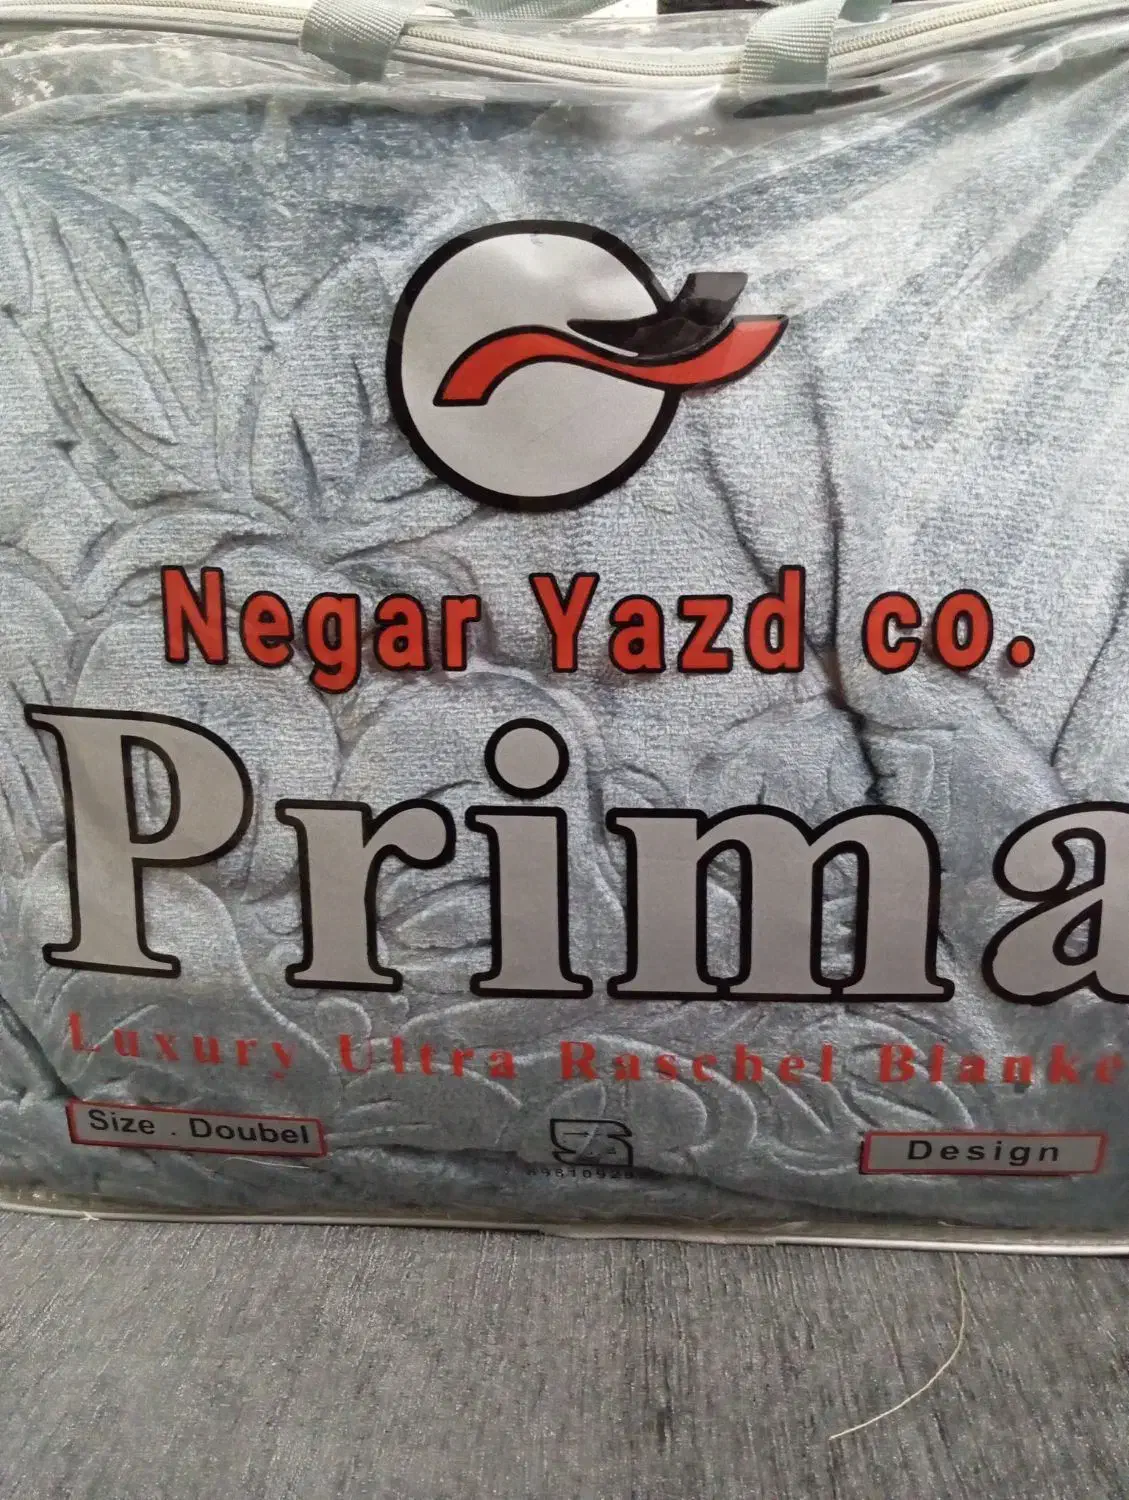 Negar Yazd co.
Prima
Luxury Ultra Raschel Blanke
Size . Doubel
Design